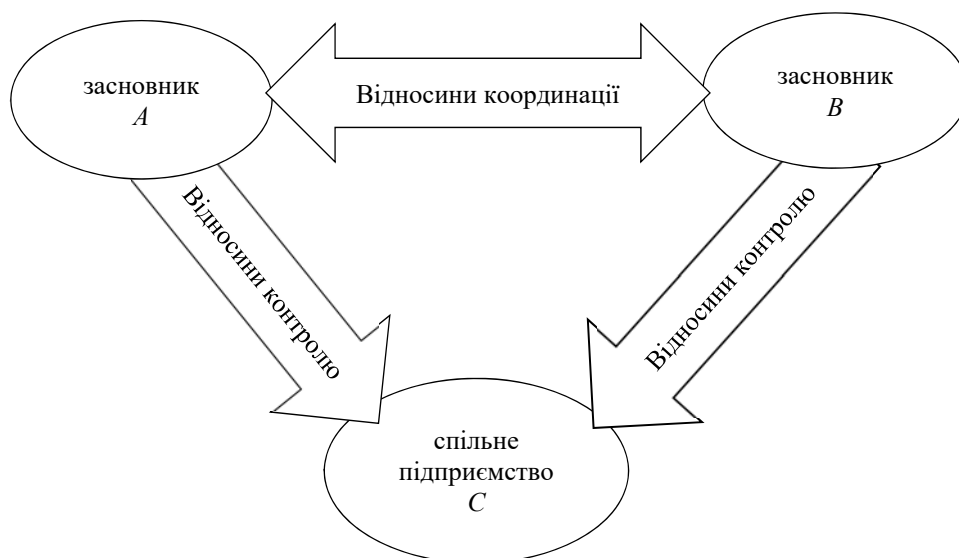 засновник
A
Відносини координації
засновник
B
Відносини контролю
Відносини контролю
спільне
підприємство
C